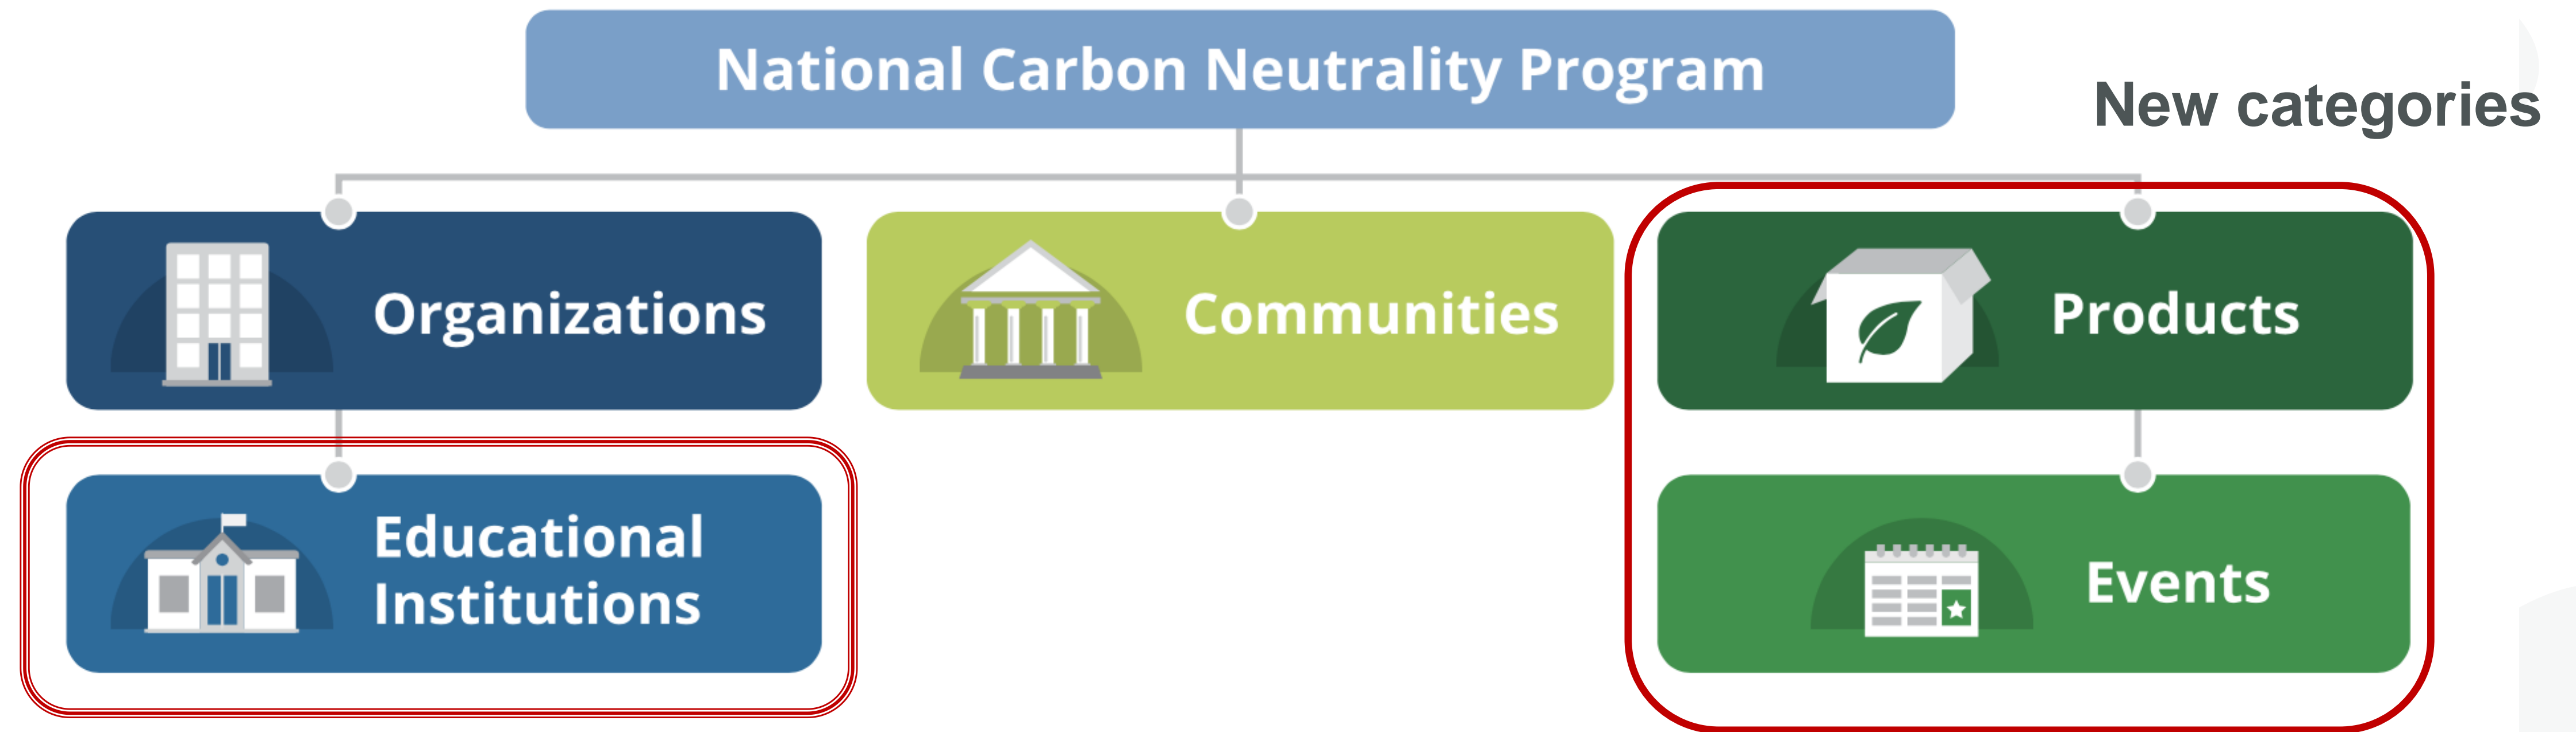 National Carbon Neutrality Program
New categories
Organizations
Communities
Products
Educational
Institutions
Events